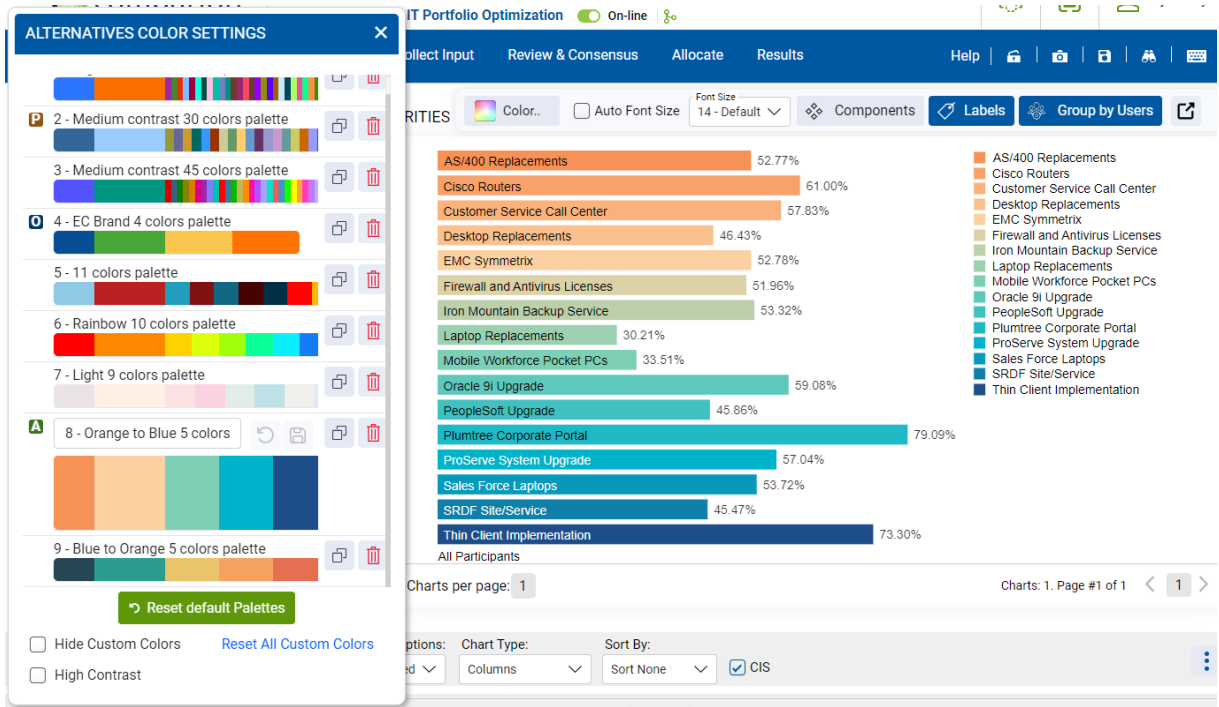 IT Portfolio Optimization
On-line
ALTERNATIVES COLOR SETTINGS
ollect Input
Review & Consensus
Allocate
Results
Help
RITIES
Color..
Auto Font Size
Font Size
14 - Default
Components
Labels
Group by Users
P
2 - Medium contrast 30 colors palette
3 - Medium contrast 45 colors palette
O
4 - EC Brand 4 colors palette
5 - 11 colors palette
6 - Rainbow 10 colors palette
7 - Light 9 colors palette
A
8 - Orange to Blue 5 colors
9 - Blue to Orange 5 colors palette
Reset default Palettes
Hide Custom Colors
Reset All Custom Colors
High Contrast
AS/400 Replacements 52.77%
Cisco Routers 61.00%
Customer Service Call Center 57.83%
Desktop Replacements 46.43%
EMC Symmetrix 52.78%
Firewall and Antivirus Licenses 51.96%
Iron Mountain Backup Service 53.32%
Laptop Replacements 30.21%
Mobile Workforce Pocket PCs 33.51%
Oracle 9i Upgrade 59.08%
PeopleSoft Upgrade 45.86%
Plumtree Corporate Portal 79.09%
ProServe System Upgrade 57.04%
Sales Force Laptops 53.72%
SRDF Site/Service 45.47%
Thin Client Implementation 73.30%
All Participants
AS/400 Replacements
Cisco Routers
Customer Service Call Center
Desktop Replacements
EMC Symmetrix
Firewall and Antivirus Licenses
Iron Mountain Backup Service
Laptop Replacements
Mobile Workforce Pocket PCs
Oracle 9i Upgrade
PeopleSoft Upgrade
Plumtree Corporate Portal
ProServe System Upgrade
Sales Force Laptops
SRDF Site/Service
Thin Client Implementation
Charts per page: 1
Charts: 1. Page #1 of 1
1
ptions:
Chart Type:
Sort By:
ed
Columns
Sort None
CIS